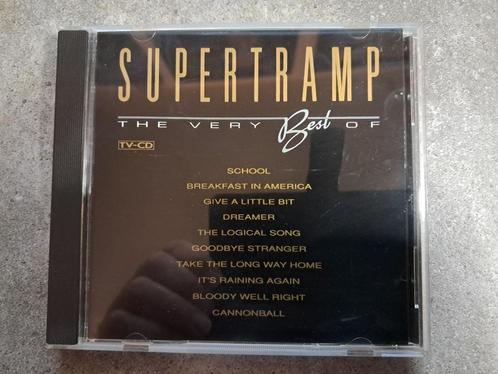 SUPERTRAMP
THE VERY Best OF
TV-CD
SCHOOL
BREAKFAST IN AMERICA
GIVE A LITTLE BIT
DREAMER
THE LOGICAL SONG
GOODBYE STRANGER
TAKE THE LONG WAY HOME
IT'S RAINING AGAIN
BLOODY WELL RIGHT
CANNONBALL